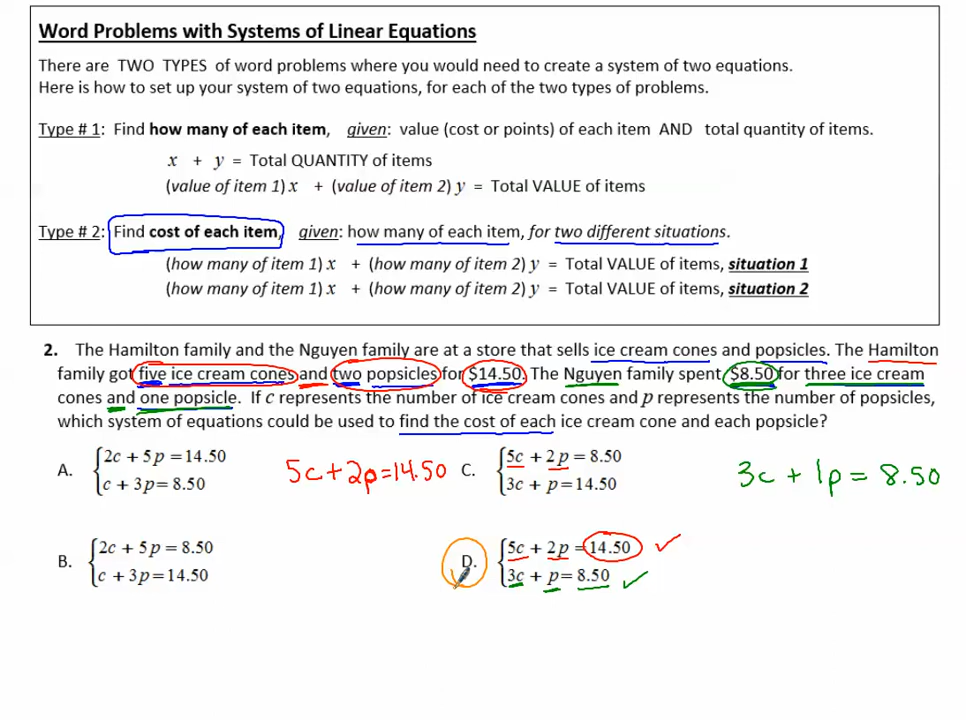 Word Problems with Systems of Linear Equations
There are TWO TYPES of word problems where you would need to create a system of two equations.
Here is how to set up your system of two equations, for each of the two types of problems.
Type # 1: Find how many of each item, given: value (cost or points) of each item AND total quantity of items.
x + y = Total QUANTITY of items
(value of item 1) x + (value of item 2) y = Total VALUE of items
Type # 2: Find cost of each item, given: how many of each item, for two different situations.
(how many of item 1) x + (how many of item 2) y = Total VALUE of items, situation 1
(how many of item 1) x + (how many of item 2) y = Total VALUE of items, situation 2
2. The Hamilton family and the Nguyen family are at a store that sells ice cream cones and popsicles. The Hamilton
family got five ice cream cones and two popsicles for $14.50. The Nguyen family spent $8.50 for three ice cream
cones and one popsicle. If c represents the number of ice cream cones and p represents the number of popsicles,
which system of equations could be used to find the cost of each ice cream cone and each popsicle?
A. {2c + 5p = 14.50
c + 3p = 8.50
5c + 2p = 14.50
C. {5c + 2p = 8.50
3c + p = 14.50
3c + 1p = 8.50
B. {2c + 5p = 8.50
c + 3p = 14.50
D. {5c + 2p = 14.50 ✓
3c + p = 8.50 ✓